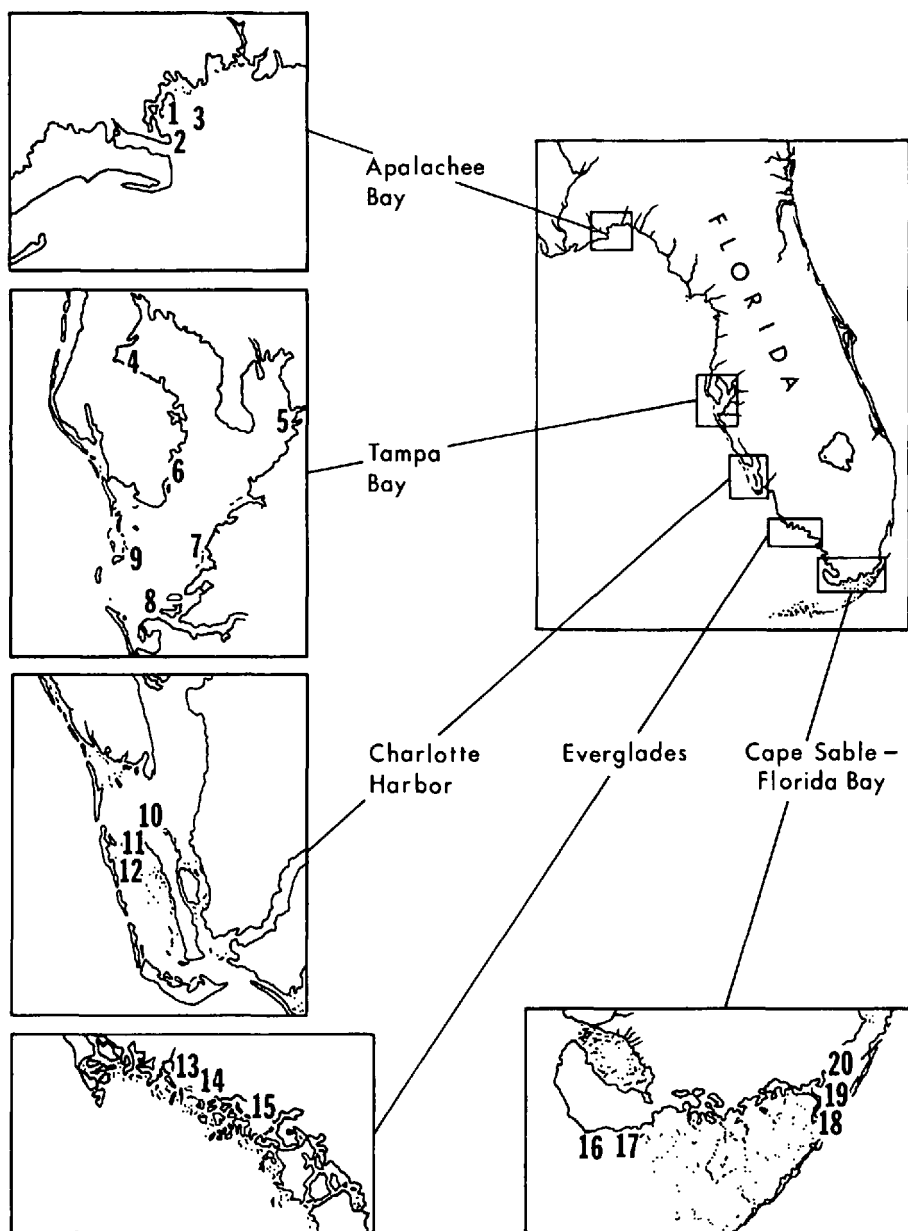 1
3
2
Apalachee
Bay
FLORIDA
4
5
6
7
9
8
Tampa
Bay
10
11
12
Charlotte
Harbor
Everglades
Cape Sable –
Florida Bay
13
14
15
20
19
18
16 17